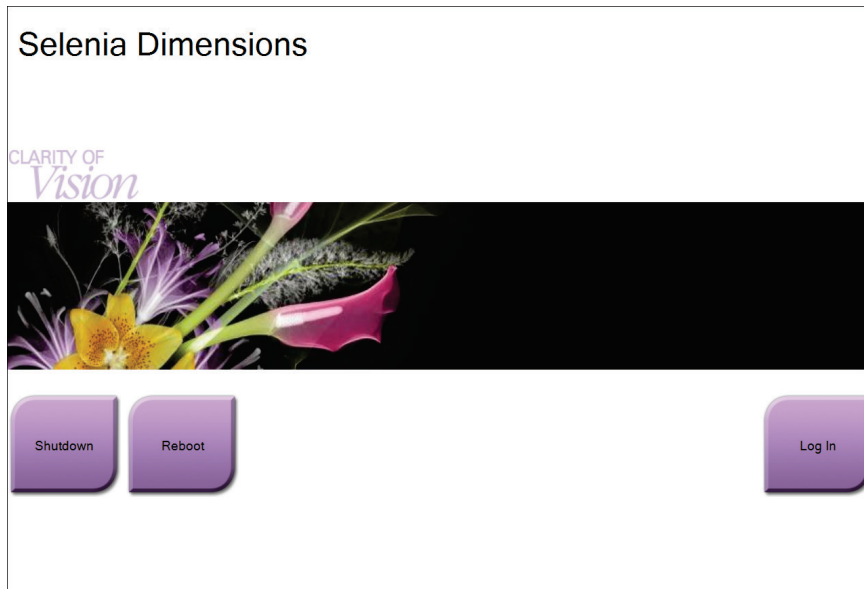 Selenia Dimensions
CLARITY OF
Vision
Shutdown
Reboot
Log In